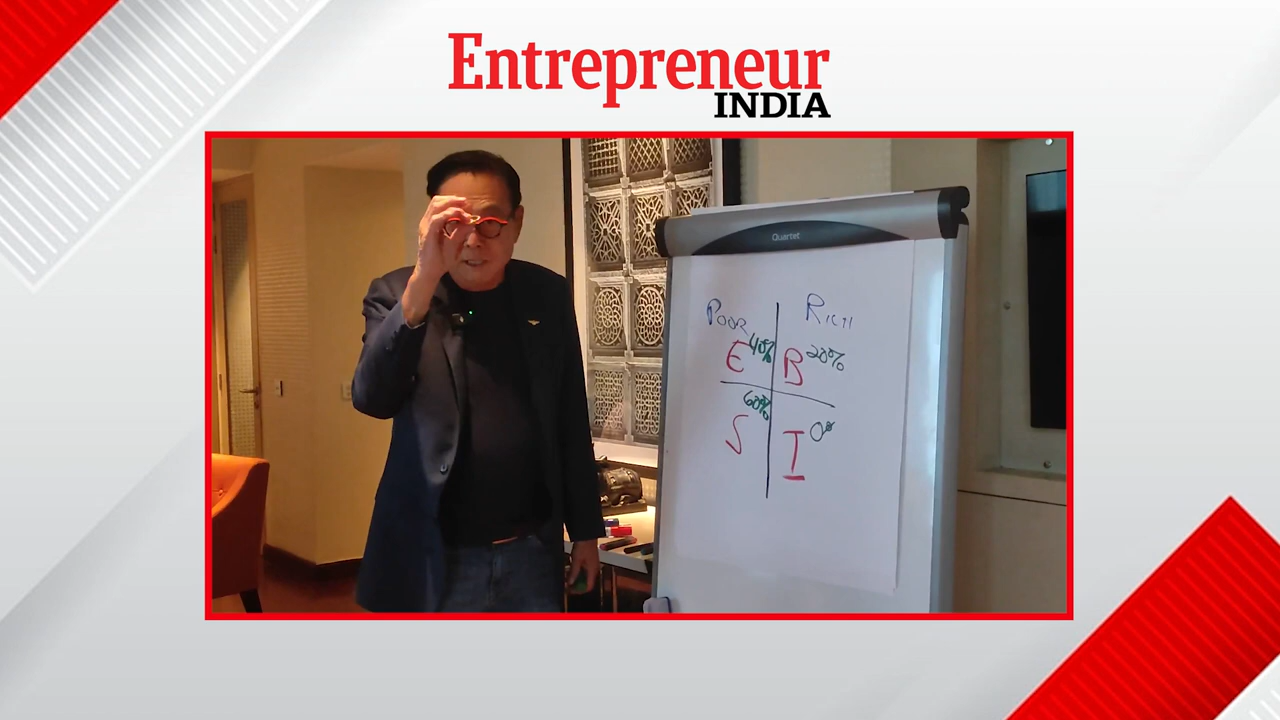 Entrepreneur
INDIA
Quartet
POOR RICH
E 40% B 20%
60%
S I 0%